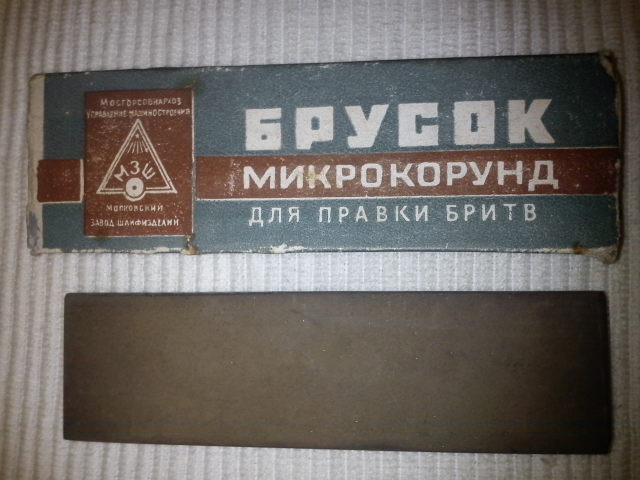 Мосгорсовнархоз
управление машиностроения
МЗШ
Московский
завод шлифизделий
БРУСОК
МИКРОКОРУНД
ДЛЯ ПРАВКИ БРИТВ